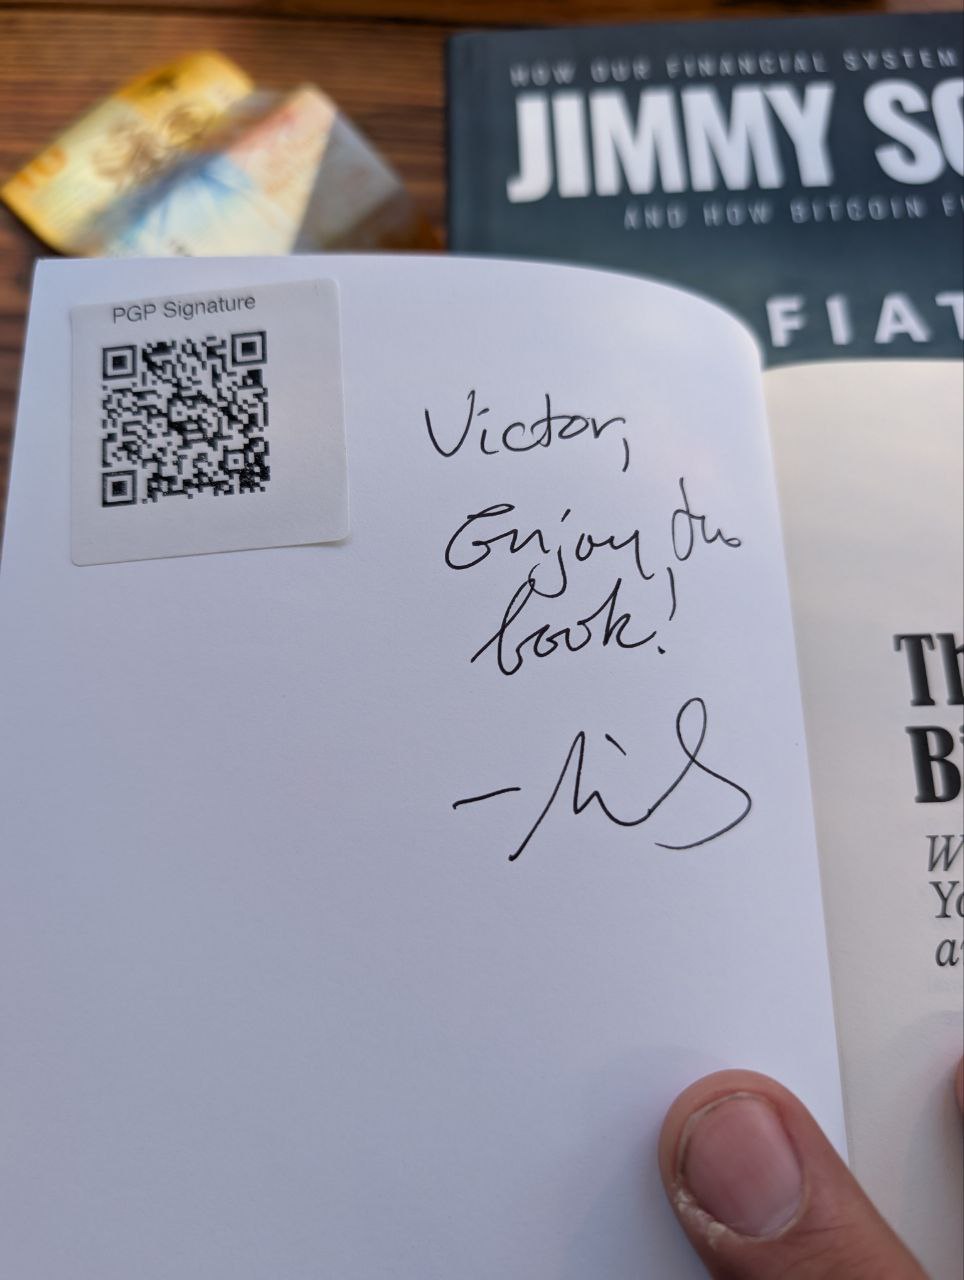 HOW OUR FINANCIAL SYSTEM
JIMMY SO
AND HOW BITCOIN F
FIAT
PGP Signature
Victor,
Enjoy the
book!
Th
Bi
W
Yo
a